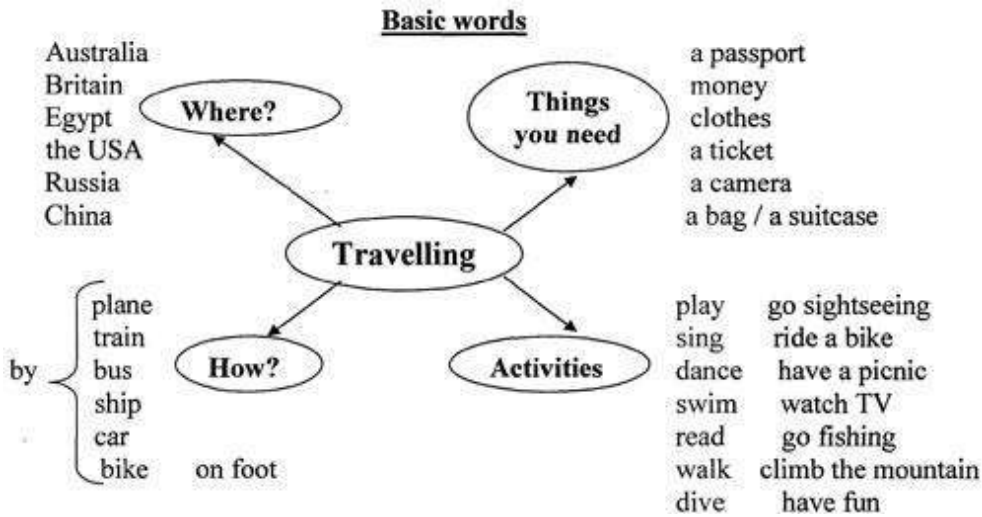 Basic words
Where?
Australia
Britain
Egypt
the USA
Russia
China
Things
you need
a passport
money
clothes
a ticket
a camera
a bag / a suitcase
Travelling
How?
by
plane
train
bus
ship
car
bike on foot
Activities
play go sightseeing
sing ride a bike
dance have a picnic
swim watch TV
read go fishing
walk climb the mountain
dive have fun